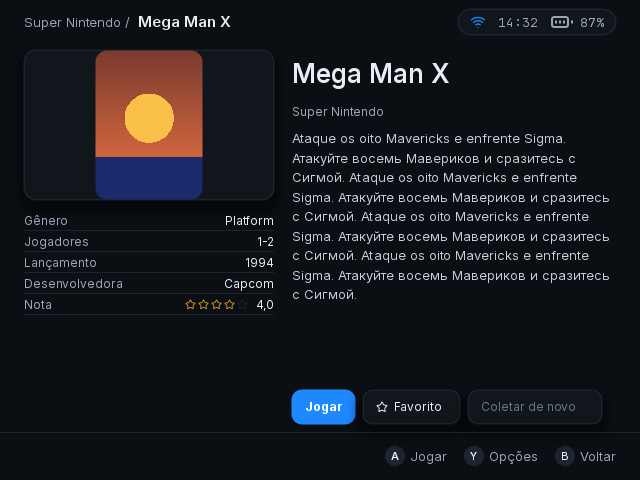 Super Nintendo / Mega Man X
14:32 87%
Mega Man X
Super Nintendo
Ataque os oito Mavericks e enfrente Sigma.
Атакуйте восемь Мавериков и сразитесь с
Сигмой. Ataque os oito Mavericks e enfrente
Sigma. Атакуйте восемь Мавериков и сразитесь
с Сигмой. Ataque os oito Mavericks e enfrente
Sigma. Атакуйте восемь Мавериков и сразитесь
с Сигмой. Ataque os oito Mavericks e enfrente
Sigma. Атакуйте восемь Мавериков и сразитесь
с Сигмой.
Gênero Platform
Jogadores 1-2
Lançamento 1994
Desenvolvedora Capcom
Nota 4,0
Jogar Favorito Coletar de novo
A Jogar Y Opções B Voltar